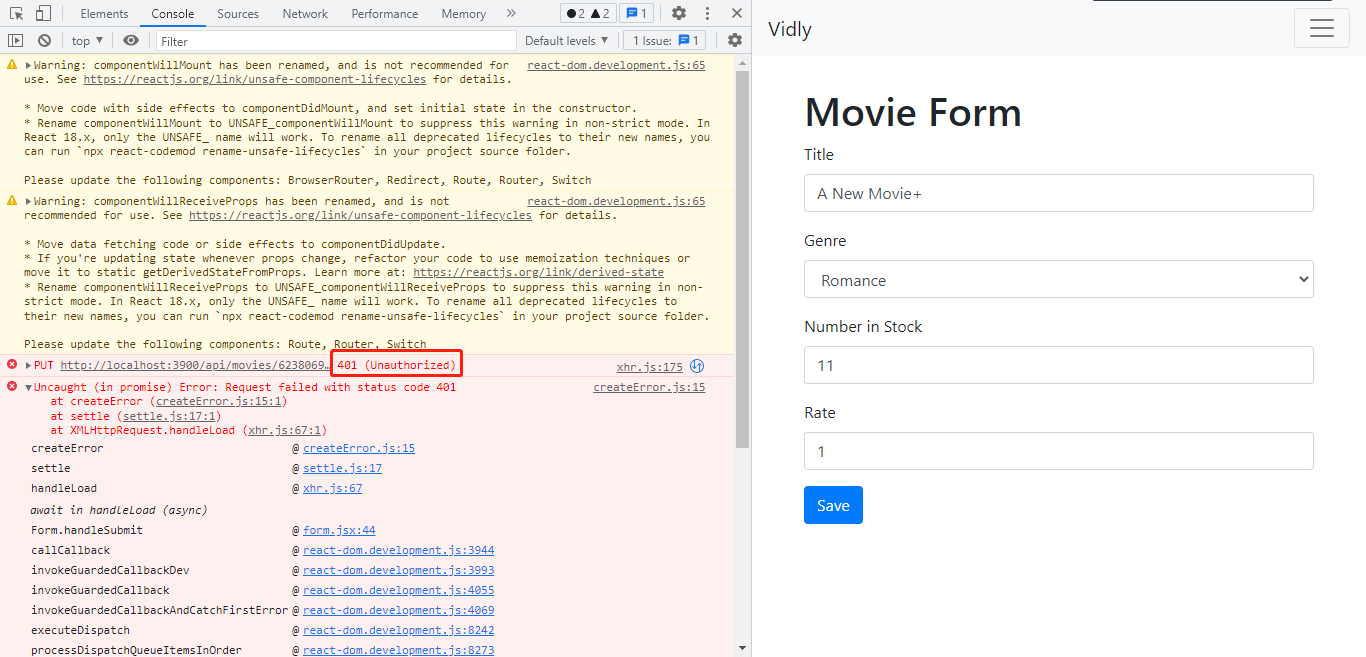 Elements Console Sources Network Performance Memory » 2 2 1
top ▼ Filter Default levels ▼ 1 Issue: 1
▶Warning: componentWillMount has been renamed, and is not recommended for react-dom.development.js:65
use. See https://reactjs.org/link/unsafe-component-lifecycles for details.
* Move code with side effects to componentDidMount, and set initial state in the constructor.
* Rename componentWillMount to UNSAFE_componentWillMount to suppress this warning in non-strict mode. In
React 18.x, only the UNSAFE_ name will work. To rename all deprecated lifecycles to their new names, you
can run `npx react-codemod rename-unsafe-lifecycles` in your project source folder.
Please update the following components: BrowserRouter, Redirect, Route, Router, Switch
▶Warning: componentWillReceiveProps has been renamed, and is not react-dom.development.js:65
recommended for use. See https://reactjs.org/link/unsafe-component-lifecycles for details.
* Move data fetching code or side effects to componentDidUpdate.
* If you're updating state whenever props change, refactor your code to use memoization techniques or
move it to static getDerivedStateFromProps. Learn more at: https://reactjs.org/link/derived-state
* Rename componentWillReceiveProps to UNSAFE_componentWillReceiveProps to suppress this warning in non-
strict mode. In React 18.x, only the UNSAFE_ name will work. To rename all deprecated lifecycles to
their new names, you can run `npx react-codemod rename-unsafe-lifecycles` in your project source folder.
Please update the following components: Route, Router, Switch
▶PUT http://localhost:3900/api/movies/6238069… 401 (Unauthorized) xhr.js:175
▼Uncaught (in promise) Error: Request failed with status code 401 createError.js:15
at createError (createError.js:15:1)
at settle (settle.js:17:1)
at XMLHttpRequest.handleLoad (xhr.js:67:1)
createError @ createError.js:15
settle @ settle.js:17
handleLoad @ xhr.js:67
await in handleLoad (async)
Form.handleSubmit @ form.jsx:44
callCallback @ react-dom.development.js:3944
invokeGuardedCallbackDev @ react-dom.development.js:3993
invokeGuardedCallback @ react-dom.development.js:4055
invokeGuardedCallbackAndCatchFirstError @ react-dom.development.js:4069
executeDispatch @ react-dom.development.js:8242
processDispatchQueueItemsInOrder @ react-dom.development.js:8273
Vidly
Movie Form
Title
A New Movie+
Genre
Romance
Number in Stock
11
Rate
1
Save